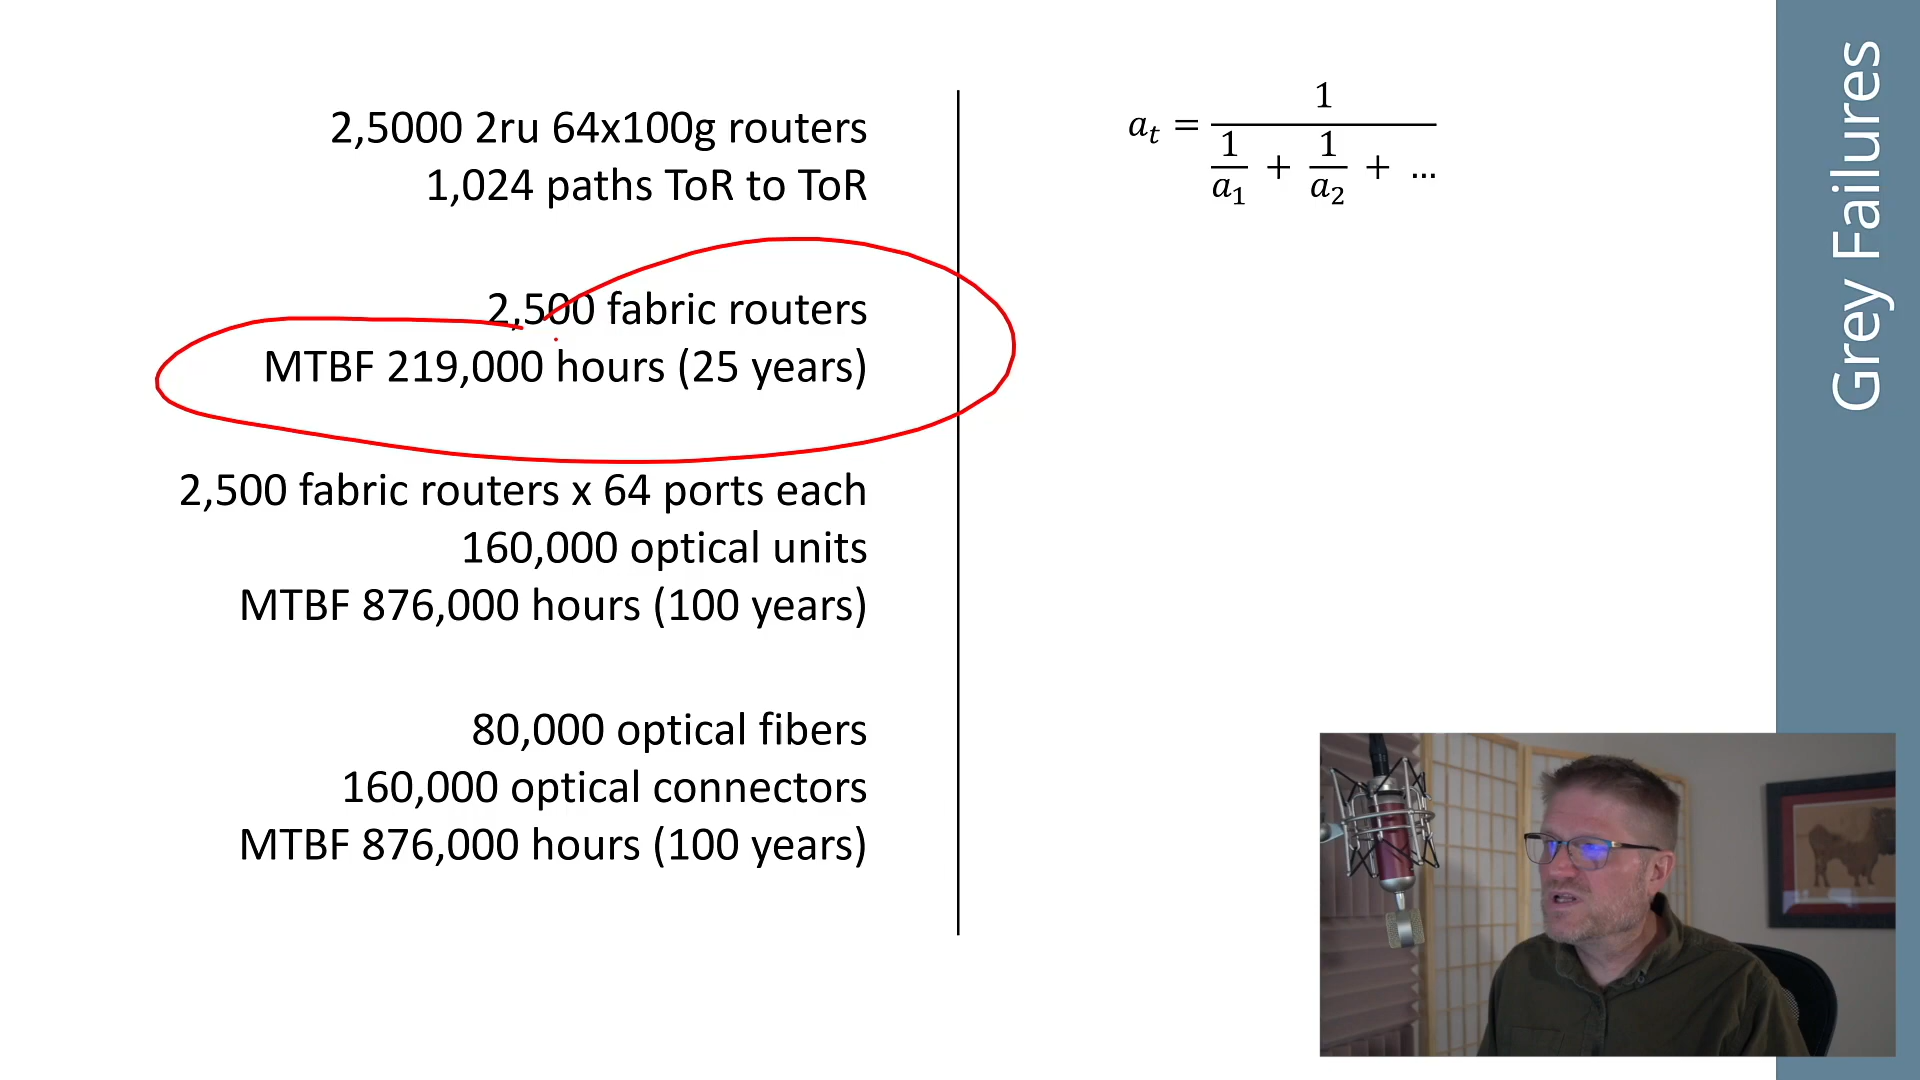 2,5000 2ru 64x100g routers
1,024 paths ToR to ToR
2,500 fabric routers
MTBF 219,000 hours (25 years)
2,500 fabric routers x 64 ports each
160,000 optical units
MTBF 876,000 hours (100 years)
80,000 optical fibers
160,000 optical connectors
MTBF 876,000 hours (100 years)
a_t = 1 / (1/a_1 + 1/a_2 + ...)
Grey Failures